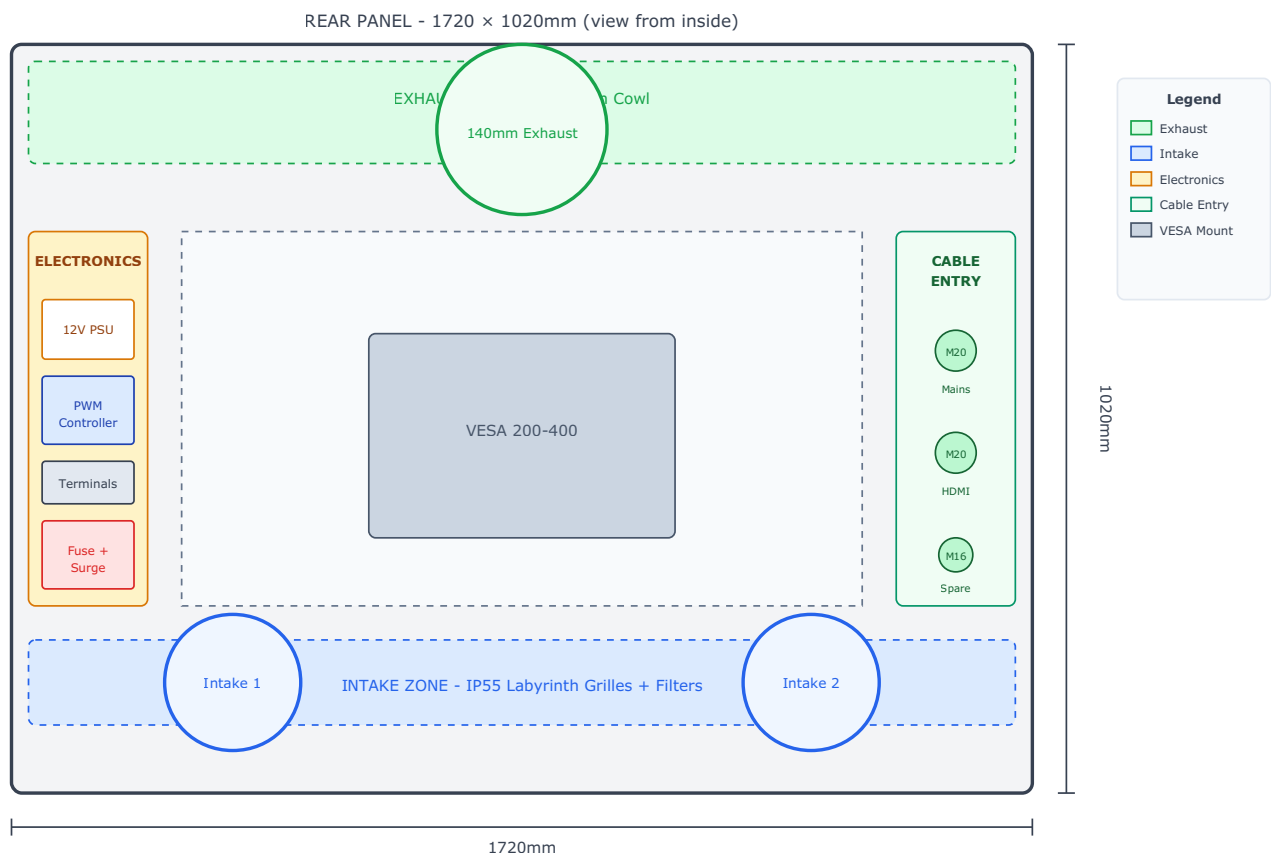 REAR PANEL - 1720 × 1020mm (view from inside)
Cowl
140mm Exhaust
Legend
Exhaust
Intake
Electronics
Cable Entry
VESA Mount
ELECTRONICS
12V PSU
PWM
Controller
Terminals
Fuse +
Surge
VESA 200-400
CABLE
ENTRY
M20
Mains
M20
HDMI
M16
Spare
1020mm
Intake 1
INTAKE ZONE - IP55 Labyrinth Grilles + Filters
Intake 2
1720mm